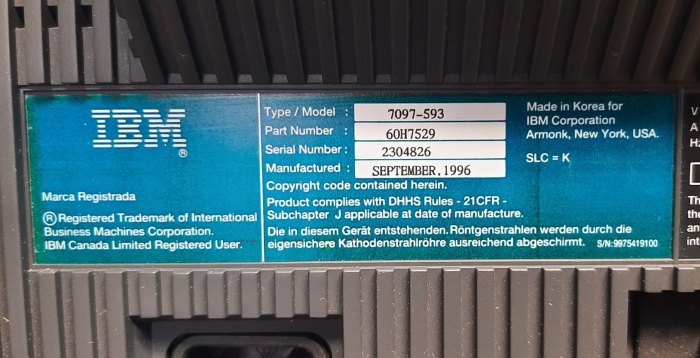 IBM
®
Marca Registrada
® Registered Trademark of International
Business Machines Corporation.
IBM Canada Limited Registered User.
Type / Model : 7097-593
Part Number : 60H7529
Serial Number : 2304826
Manufactured : SEPTEMBER,1996
Copyright code contained herein.
Product complies with DHHS Rules - 21CFR -
Subchapter J applicable at date of manufacture.
Die in diesem Gerät entstehenden.Röntgenstrahlen werden durch die
eigensichere Kathodenstrahlröhre ausreichend abgeschirmt. S/N:9975419100
Made in Korea for
IBM Corporation
Armonk, New York, USA.
SLC = K